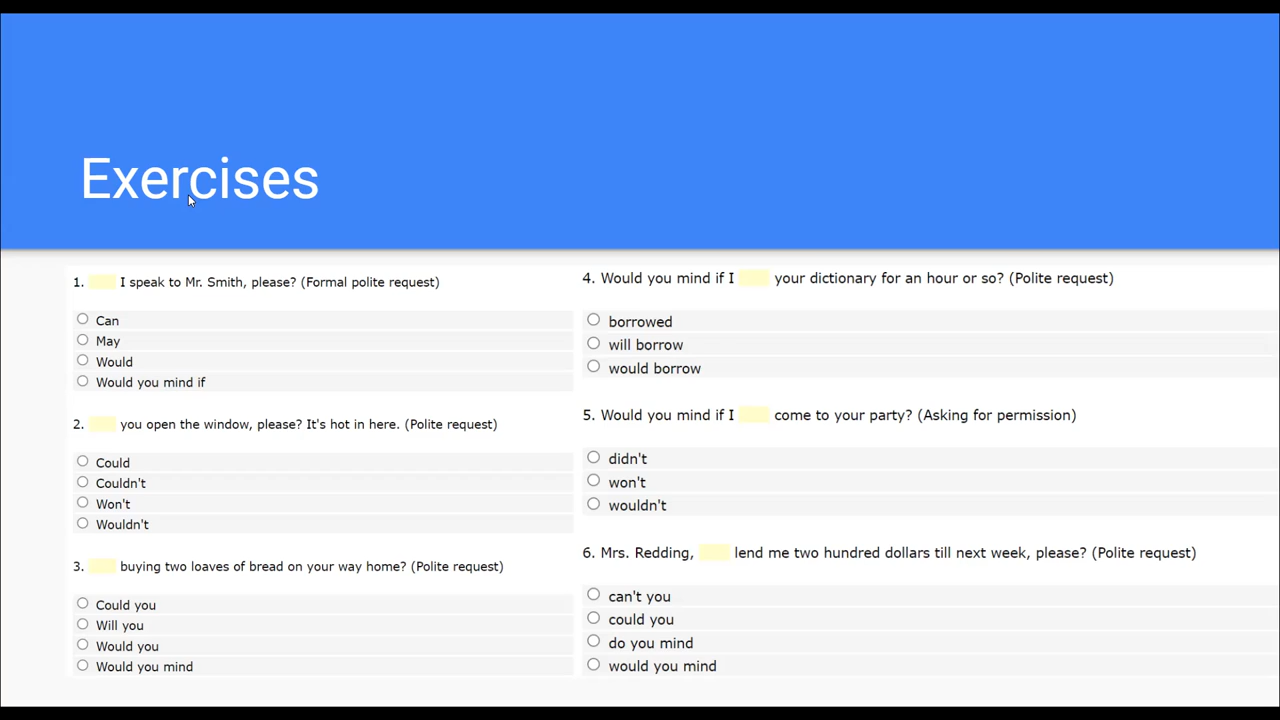 Exercises
1. I speak to Mr. Smith, please? (Formal polite request)
Can
May
Would
Would you mind if
2. you open the window, please? It's hot in here. (Polite request)
Could
Couldn't
Won't
Wouldn't
3. buying two loaves of bread on your way home? (Polite request)
Could you
Will you
Would you
Would you mind
4. Would you mind if I your dictionary for an hour or so? (Polite request)
borrowed
will borrow
would borrow
5. Would you mind if I come to your party? (Asking for permission)
didn't
won't
wouldn't
6. Mrs. Redding, lend me two hundred dollars till next week, please? (Polite request)
can't you
could you
do you mind
would you mind